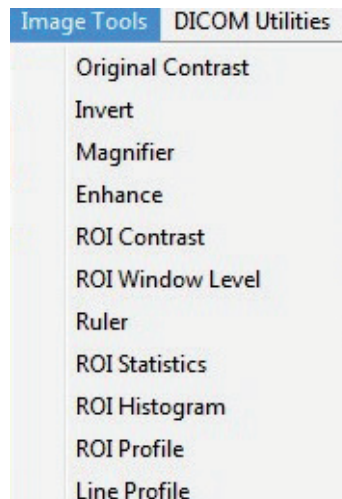 Image Tools DICOM Utilities
Original Contrast
Invert
Magnifier
Enhance
ROI Contrast
ROI Window Level
Ruler
ROI Statistics
ROI Histogram
ROI Profile
Line Profile